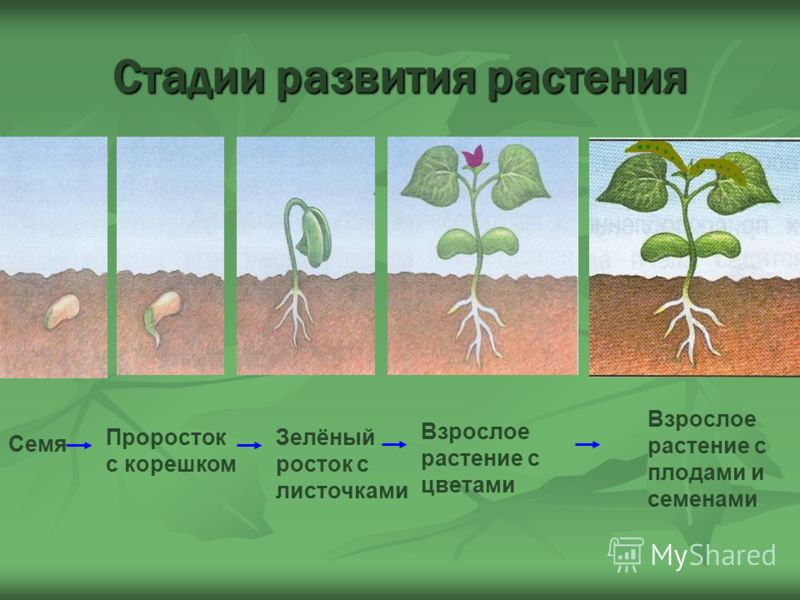 Стадии развития растения
Семя
Проросток
с корешком
Зелёный
росток с
листочками
Взрослое
растение с
цветами
Взрослое
растение с
плодами и
семенами
MyShared